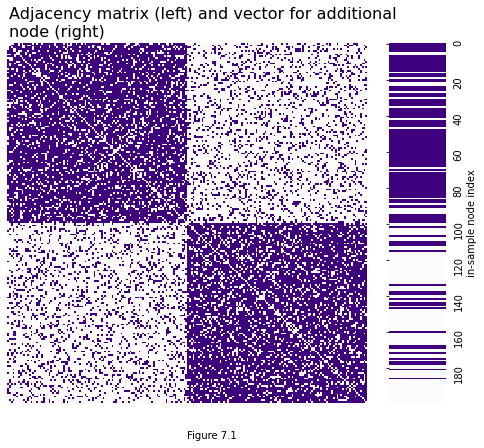 Adjacency matrix (left) and vector for additional
node (right)
0
20
40
60
80
100
120
140
160
180
in-sample node index
Figure 7.1